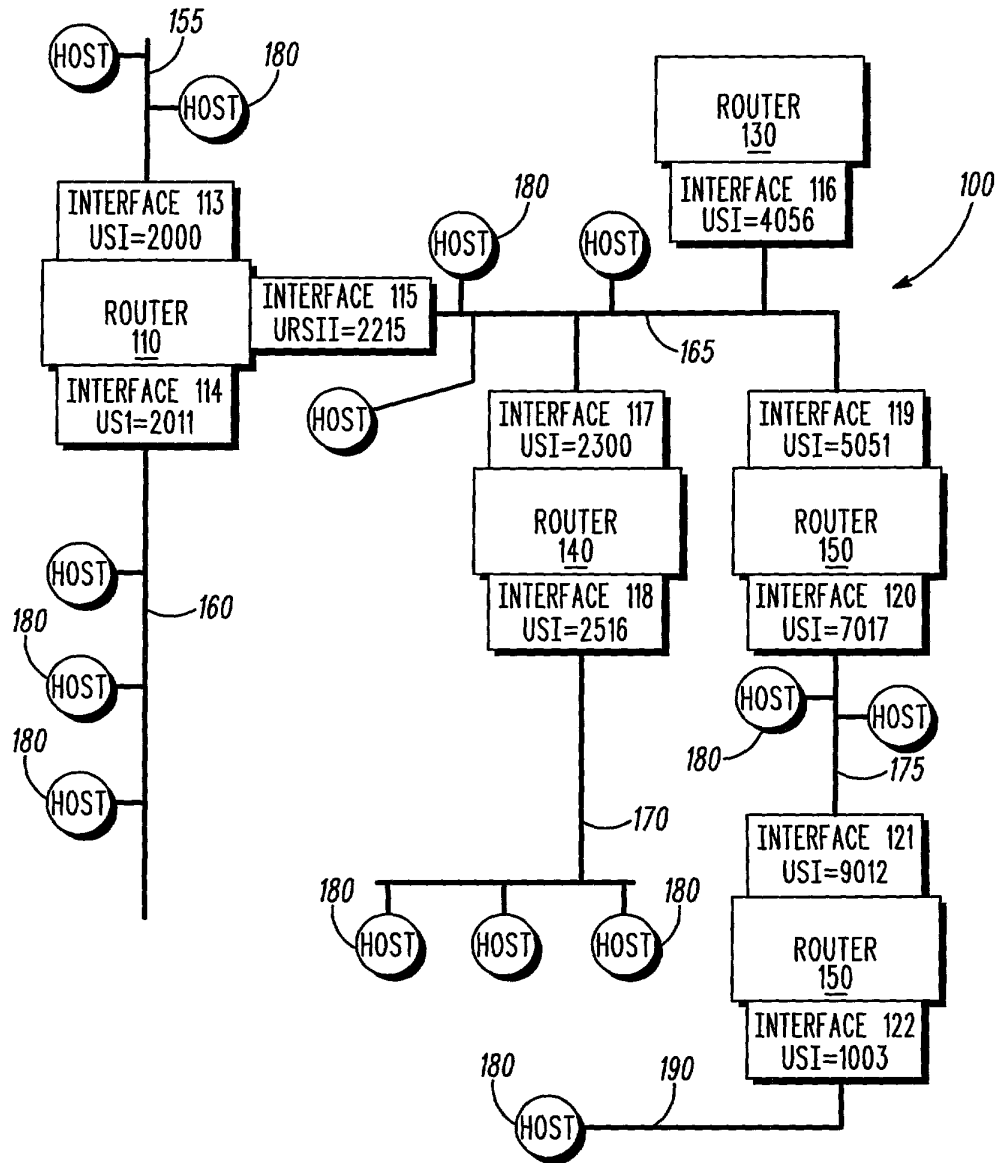 HOST
155
180
HOST
ROUTER
130
INTERFACE 113
USI=2000
180
INTERFACE 116
USI=4056
100
HOST
HOST
ROUTER
110
INTERFACE 115
URSII=2215
165
INTERFACE 114
US1=2011
HOST
INTERFACE 117
USI=2300
INTERFACE 119
USI=5051
ROUTER
140
ROUTER
150
HOST
160
INTERFACE 118
USI=2516
INTERFACE 120
USI=7017
180
HOST
HOST
HOST
180
175
180
HOST
170
INTERFACE 121
USI=9012
180
HOST
HOST
HOST
180
ROUTER
150
INTERFACE 122
USI=1003
180
HOST
190